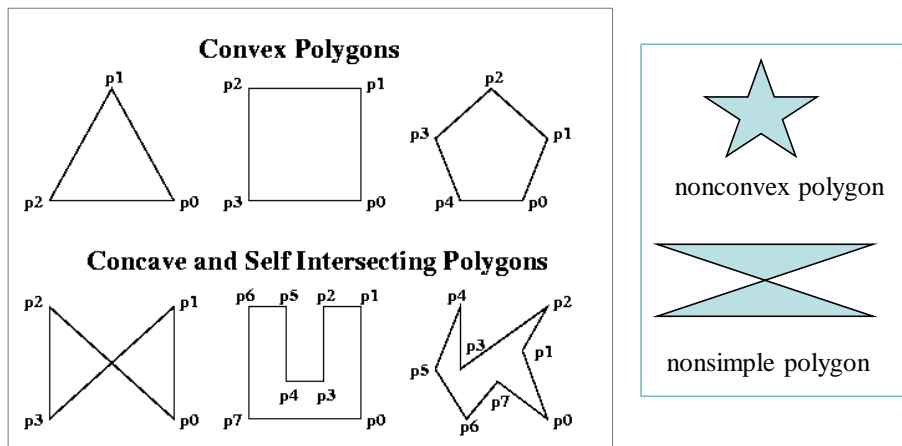 Convex Polygons
p1
p2 p0
p2 p1
p3 p0
p2
p3 p1
p4 p0
Concave and Self Intersecting Polygons
p2 p1
p3 p0
p6 p5 p2 p1
p4 p3
p7 p0
p4 p2
p3 p1
p5
p7
p6 p0
nonconvex polygon
nonsimple polygon